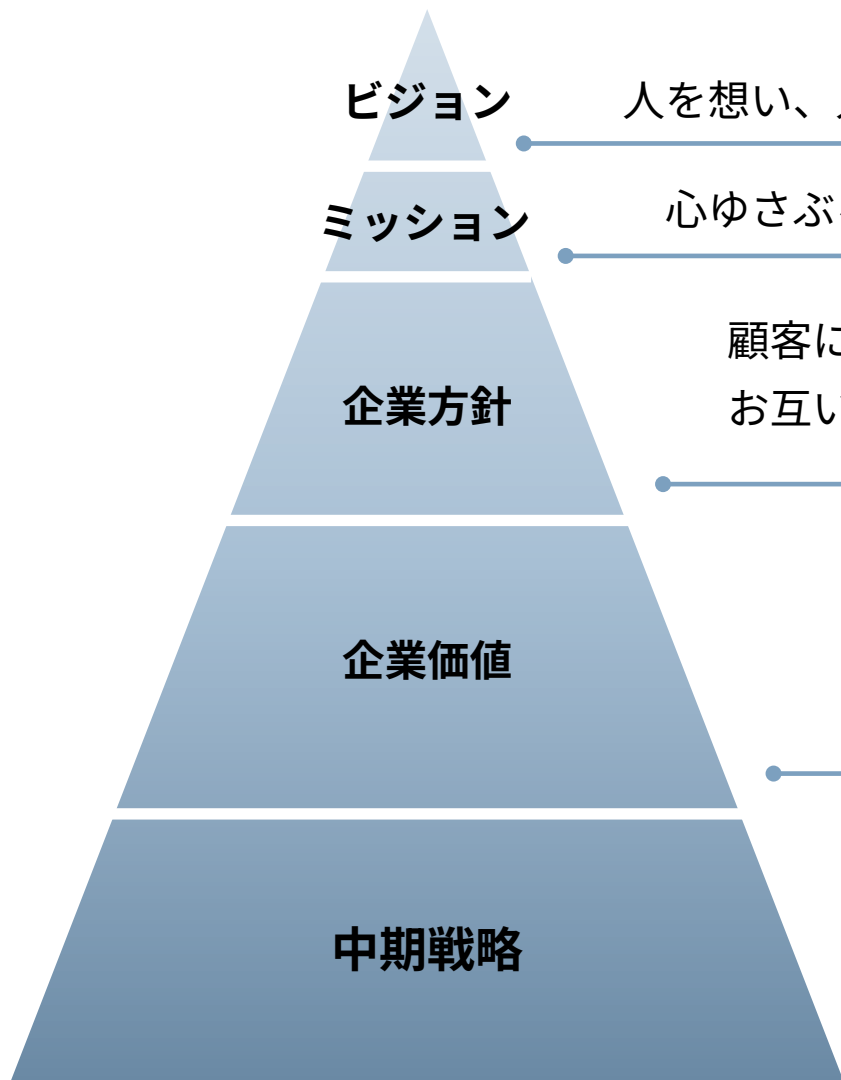 ビジョン
人を想い、
ミッション
心ゆさぶ
顧客に
お互い
企業方針
企業価値
中期戦略